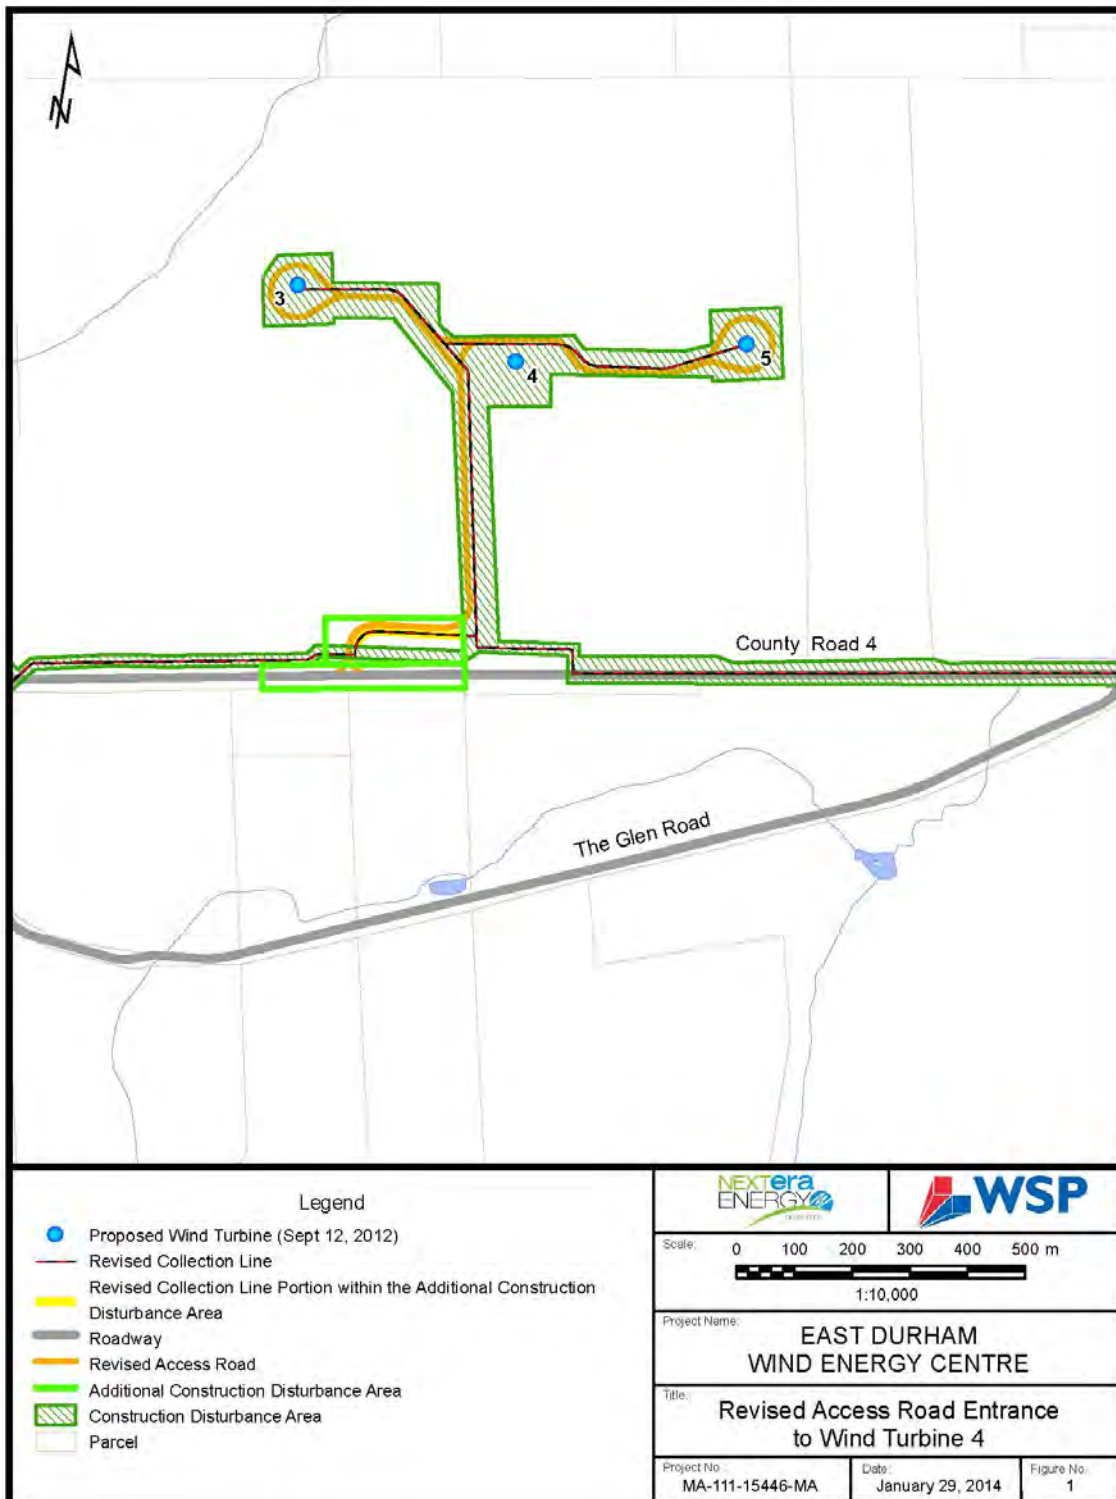 N
3
4
5
County Road 4
The Glen Road
Legend
Proposed Wind Turbine (Sept 12, 2012)
Revised Collection Line
Revised Collection Line Portion within the Additional Construction
Disturbance Area
Roadway
Revised Access Road
Additional Construction Disturbance Area
Construction Disturbance Area
Parcel
NEXTera
ENERGY
WSP
Scale:
0 100 200 300 400 500 m
1:10,000
Project Name:
EAST DURHAM
WIND ENERGY CENTRE
Title:
Revised Access Road Entrance
to Wind Turbine 4
Project No.
MA-111-15446-MA
Date:
January 29, 2014
Figure No.
1